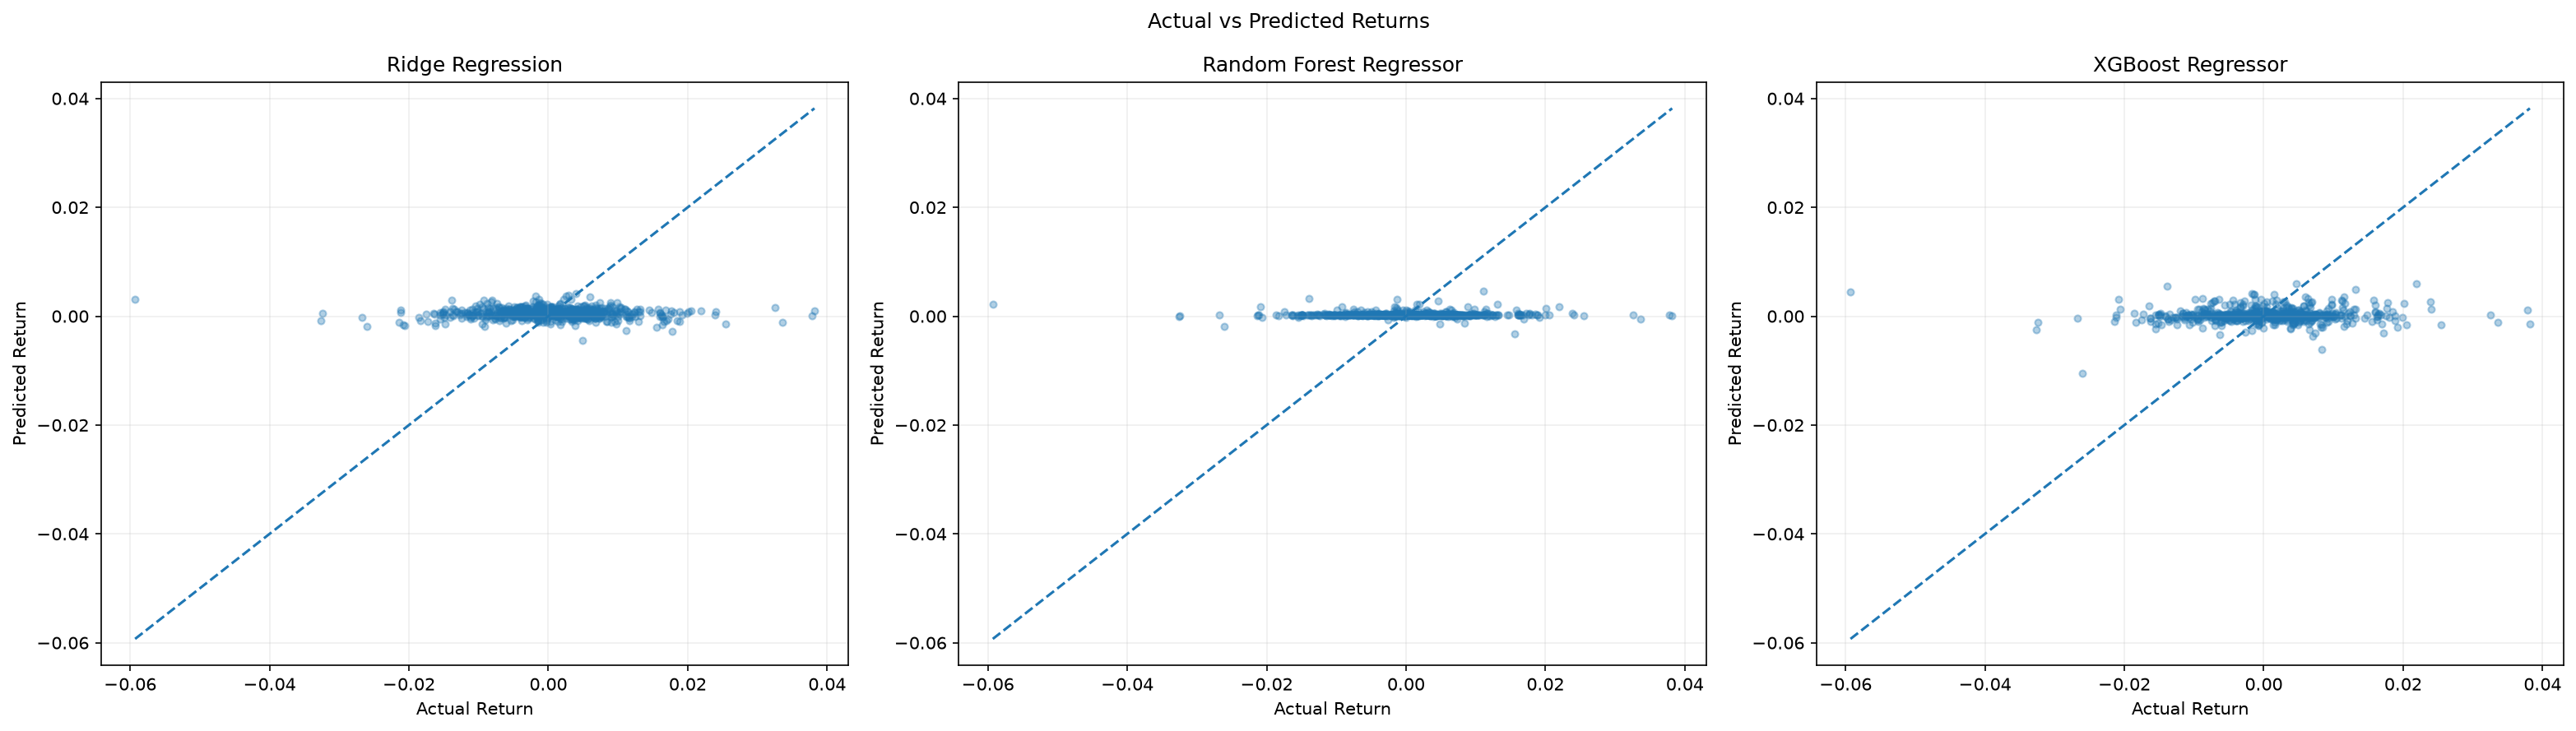 Actual vs Predicted Returns
Ridge Regression
0.04
0.02
0.00
−0.02
−0.04
−0.06
Predicted Return
−0.06 −0.04 −0.02 0.00 0.02 0.04
Actual Return
Random Forest Regressor
0.04
0.02
0.00
−0.02
−0.04
−0.06
Predicted Return
−0.06 −0.04 −0.02 0.00 0.02 0.04
Actual Return
XGBoost Regressor
0.04
0.02
0.00
−0.02
−0.04
−0.06
Predicted Return
−0.06 −0.04 −0.02 0.00 0.02 0.04
Actual Return